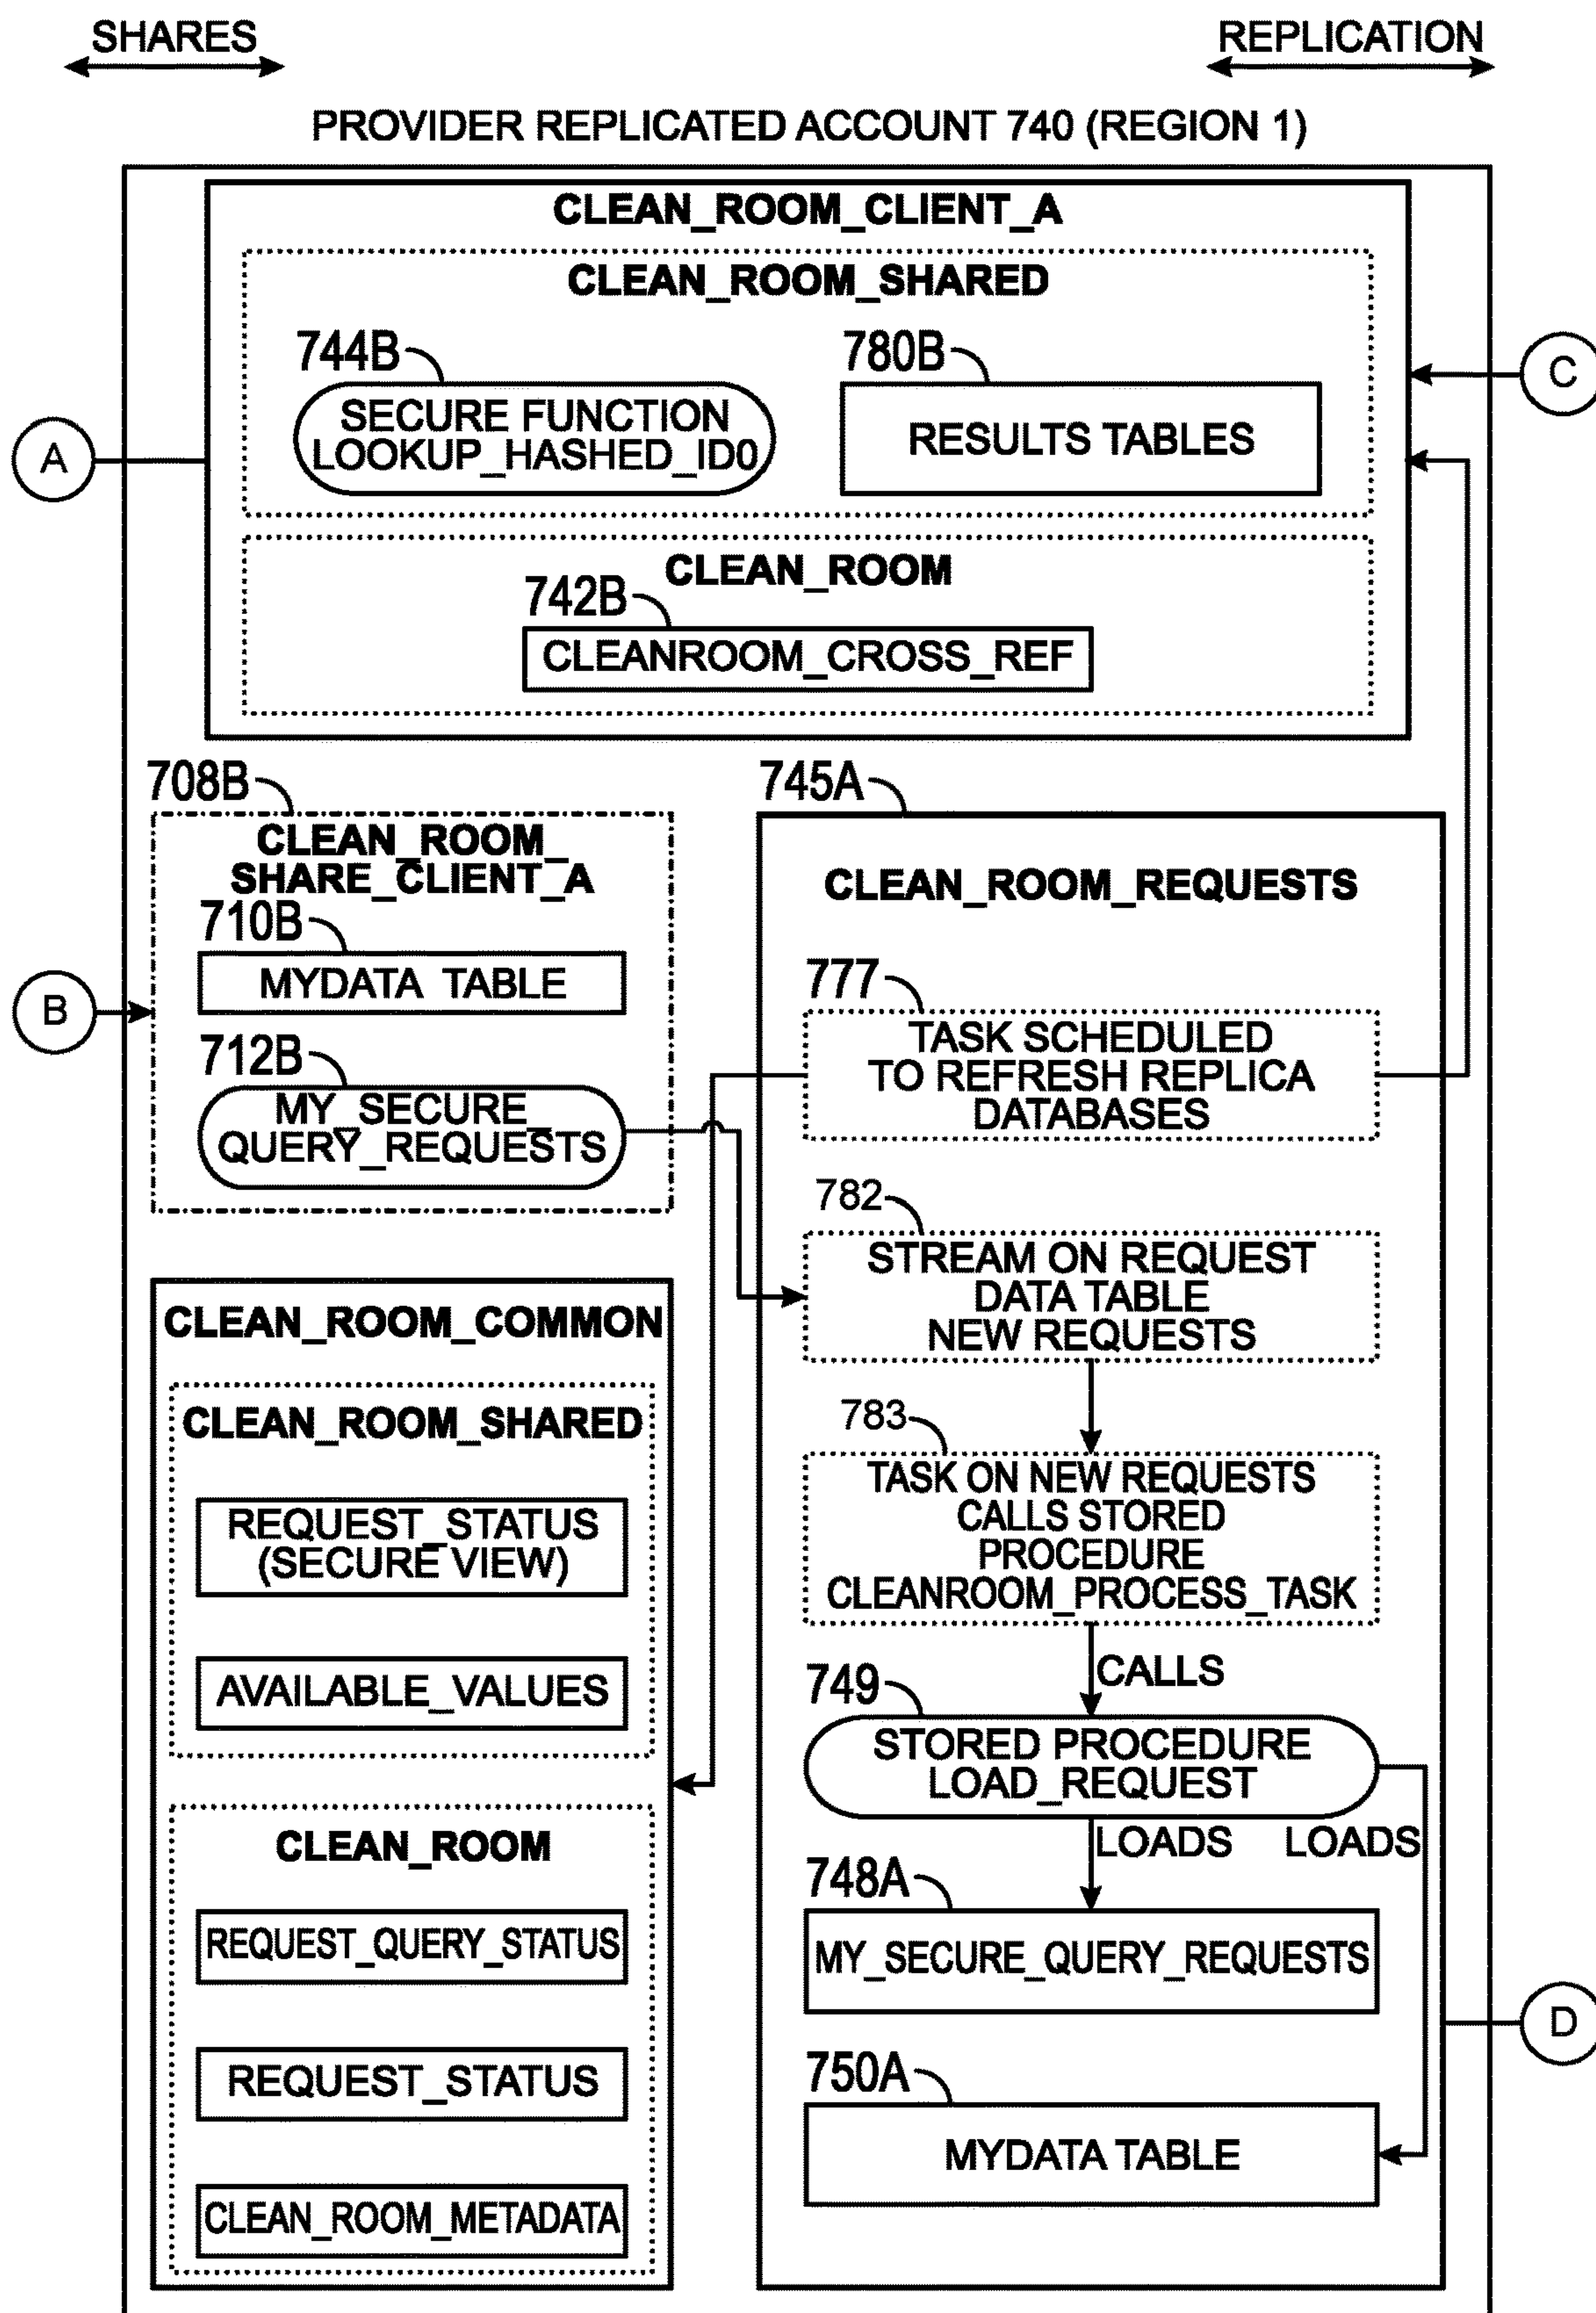 SHARES
REPLICATION
PROVIDER REPLICATED ACCOUNT 740 (REGION 1)
CLEAN_ROOM_CLIENT_A
CLEAN_ROOM_SHARED
744B
780B
SECURE FUNCTION
LOOKUP_HASHED_ID0
RESULTS TABLES
C
A
CLEAN_ROOM
742B
CLEANROOM_CROSS_REF
708B
CLEAN_ROOM_
SHARE_CLIENT_A
710B
MYDATA TABLE
B
712B
MY_SECURE_
QUERY_REQUESTS
745A
CLEAN_ROOM_REQUESTS
777
TASK SCHEDULED
TO REFRESH REPLICA
DATABASES
782
STREAM ON REQUEST
DATA TABLE
NEW REQUESTS
783
TASK ON NEW REQUESTS
CALLS STORED
PROCEDURE
CLEANROOM_PROCESS_TASK
CALLS
749
STORED PROCEDURE
LOAD_REQUEST
LOADS
LOADS
748A
MY_SECURE_QUERY_REQUESTS
D
750A
MYDATA TABLE
CLEAN_ROOM_COMMON
CLEAN_ROOM_SHARED
REQUEST_STATUS
(SECURE VIEW)
AVAILABLE_VALUES
CLEAN_ROOM
REQUEST_QUERY_STATUS
REQUEST_STATUS
CLEAN_ROOM_METADATA